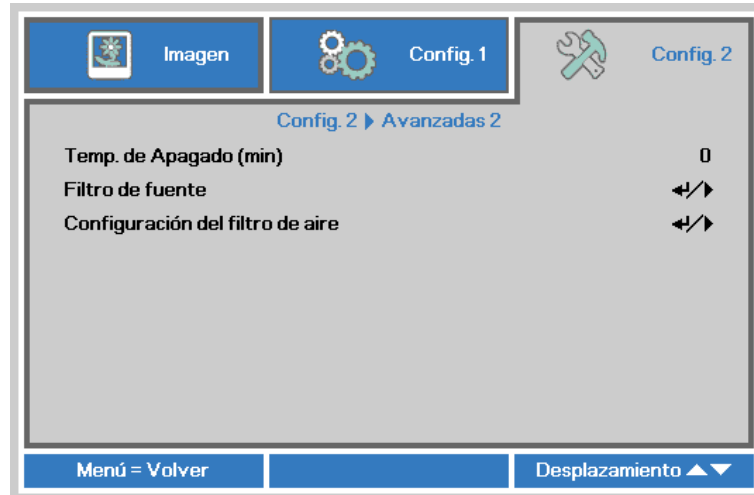 Imagen
Config. 1
Config. 2
Config. 2 ▶ Avanzadas 2
Temp. de Apagado (min) 0
Filtro de fuente ↵/▶
Configuración del filtro de aire ↵/▶
Menú = Volver
Desplazamiento ▲▼